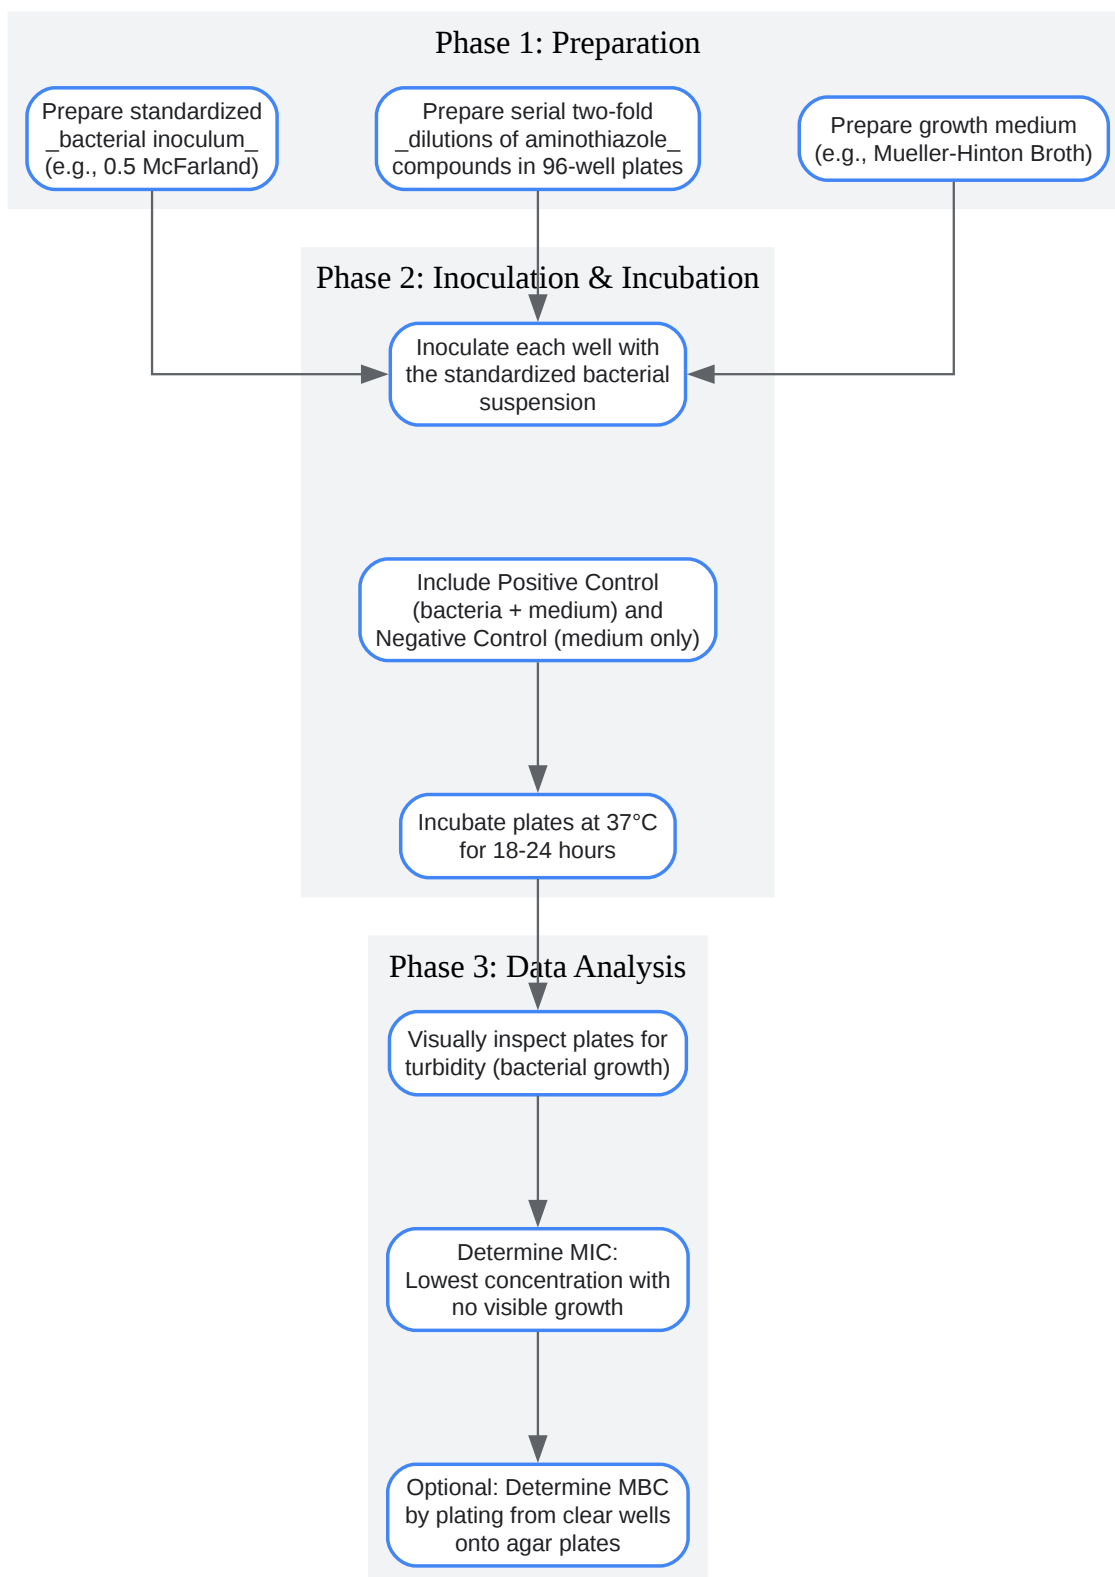 Phase 1: Preparation
Prepare standardized
_bacterial inoculum_
(e.g., 0.5 McFarland)
Prepare serial two-fold
_dilutions of aminothiazole_
compounds in 96-well plates
Prepare growth medium
(e.g., Mueller-Hinton Broth)
Phase 2: Inoculation & Incubation
Inoculate each well with
the standardized bacterial
suspension
Include Positive Control
(bacteria + medium) and
Negative Control (medium only)
Incubate plates at 37°C
for 18-24 hours
Phase 3: Data Analysis
Visually inspect plates for
turbidity (bacterial growth)
Determine MIC:
Lowest concentration with
no visible growth
Optional: Determine MBC
by plating from clear wells
onto agar plates